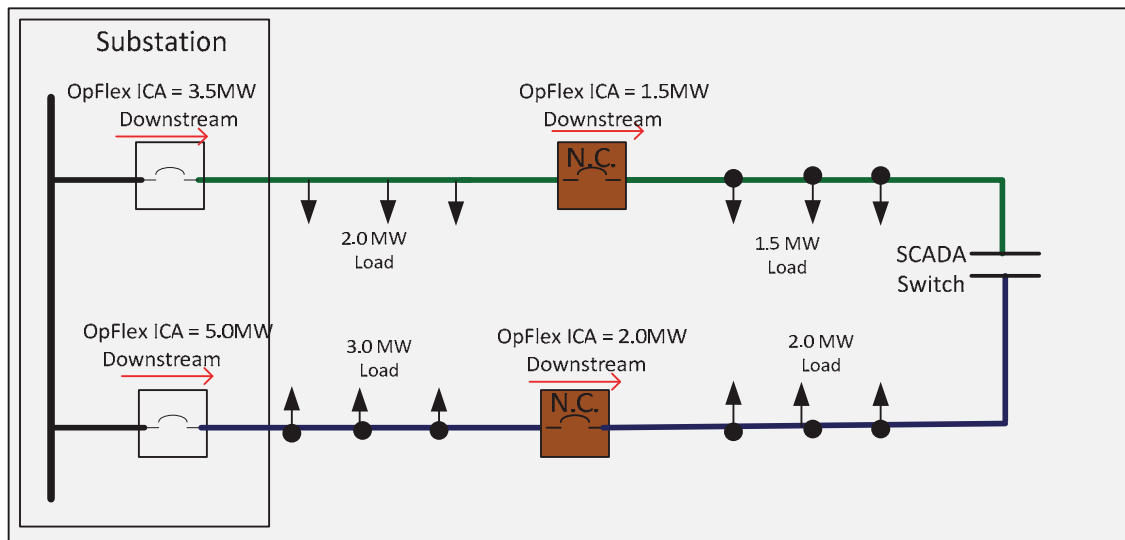 Substation
OpFlex ICA = 3.5MW
Downstream
OpFlex ICA = 1.5MW
Downstream
N.C.
2.0 MW
Load
1.5 MW
Load
SCADA
Switch
OpFlex ICA = 5.0MW
Downstream
3.0 MW
Load
OpFlex ICA = 2.0MW
Downstream
N.C.
2.0 MW
Load